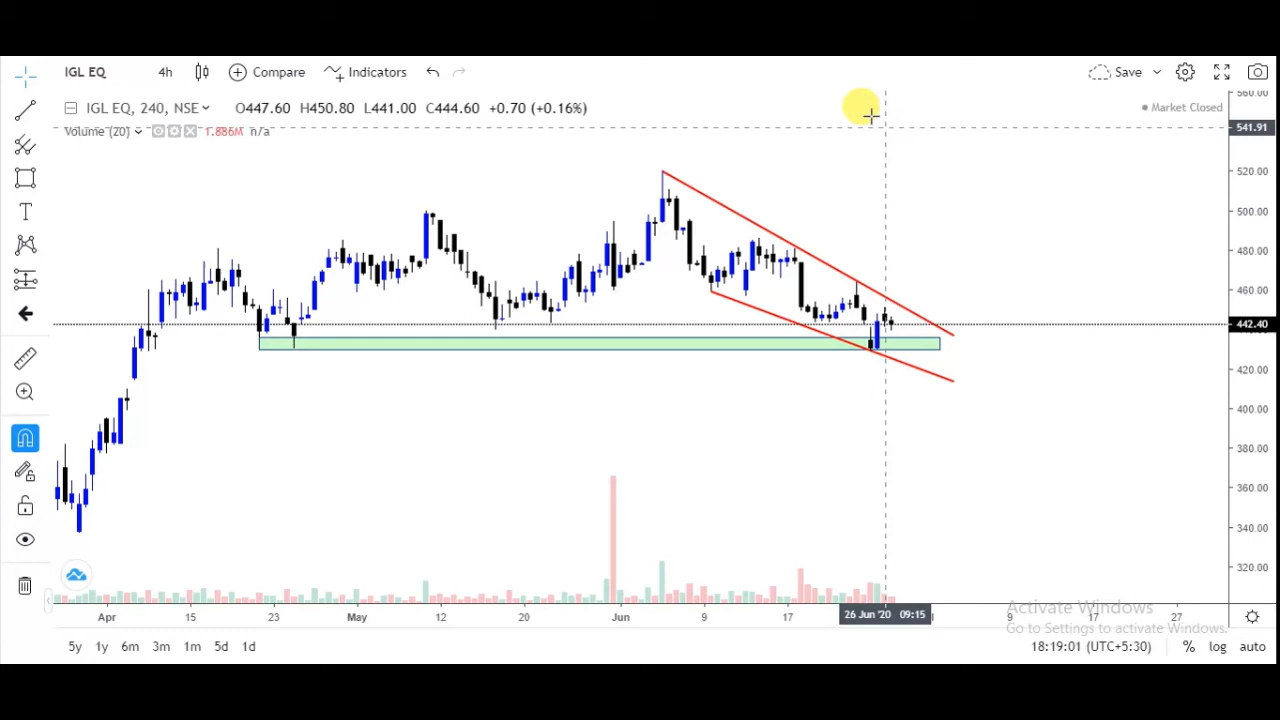 IGL EQ 4h Compare Indicators Save
IGL EQ, 240, NSE O447.60 H450.80 L441.00 C444.60 +0.70 (+0.16%) Market Closed
Volume (20) 1.886M n/a
560.00
541.91
520.00
500.00
480.00
460.00
442.40
420.00
400.00
380.00
360.00
340.00
320.00
Apr 15 23 May 12 20 Jun 9 17 26 Jun '20 09:15 9 17 27
Activate Windows
Go to Settings to activate Windows.
5y 1y 6m 3m 1m 5d 1d 18:19:01 (UTC+5:30) % log auto